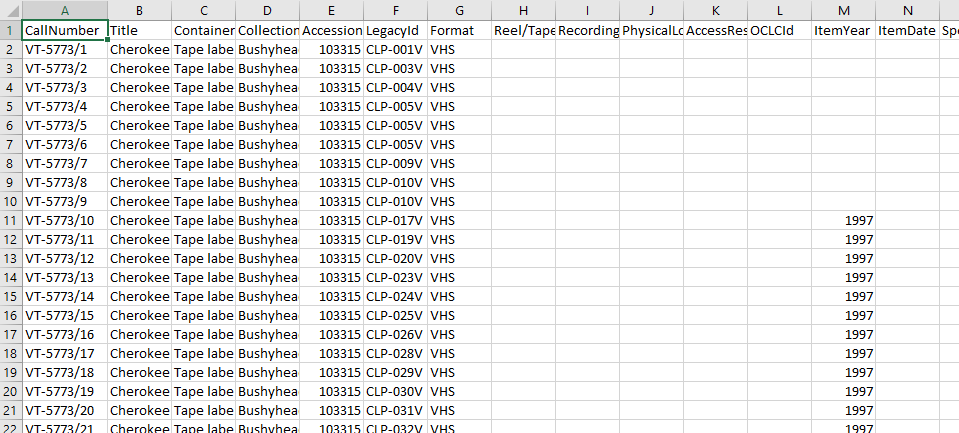 A B C D E F G H I J K L M N
1 CallNumber Title Container Collection Accession LegacyId Format Reel/Tape Recording PhysicalLo AccessRes OCLCId ItemYear ItemDate Spe
2 VT-5773/1 Cherokee Tape labe Bushyhea 103315 CLP-001V VHS
3 VT-5773/2 Cherokee Tape labe Bushyhea 103315 CLP-003V VHS
4 VT-5773/3 Cherokee Tape labe Bushyhea 103315 CLP-004V VHS
5 VT-5773/4 Cherokee Tape labe Bushyhea 103315 CLP-005V VHS
6 VT-5773/5 Cherokee Tape labe Bushyhea 103315 CLP-005V VHS
7 VT-5773/6 Cherokee Tape labe Bushyhea 103315 CLP-005V VHS
8 VT-5773/7 Cherokee Tape labe Bushyhea 103315 CLP-009V VHS
9 VT-5773/8 Cherokee Tape labe Bushyhea 103315 CLP-010V VHS
10 VT-5773/9 Cherokee Tape labe Bushyhea 103315 CLP-010V VHS
11 VT-5773/10 Cherokee Tape labe Bushyhea 103315 CLP-017V VHS 1997
12 VT-5773/11 Cherokee Tape labe Bushyhea 103315 CLP-019V VHS 1997
13 VT-5773/12 Cherokee Tape labe Bushyhea 103315 CLP-020V VHS 1997
14 VT-5773/13 Cherokee Tape labe Bushyhea 103315 CLP-023V VHS 1997
15 VT-5773/14 Cherokee Tape labe Bushyhea 103315 CLP-024V VHS 1997
16 VT-5773/15 Cherokee Tape labe Bushyhea 103315 CLP-025V VHS 1997
17 VT-5773/16 Cherokee Tape labe Bushyhea 103315 CLP-026V VHS 1997
18 VT-5773/17 Cherokee Tape labe Bushyhea 103315 CLP-028V VHS 1997
19 VT-5773/18 Cherokee Tape labe Bushyhea 103315 CLP-029V VHS 1997
20 VT-5773/19 Cherokee Tape labe Bushyhea 103315 CLP-030V VHS 1997
21 VT-5773/20 Cherokee Tape labe Bushyhea 103315 CLP-031V VHS 1997
22 VT-5773/21 Cherokee Tape labe Bushyhea 103315 CLP-032V VHS 1997